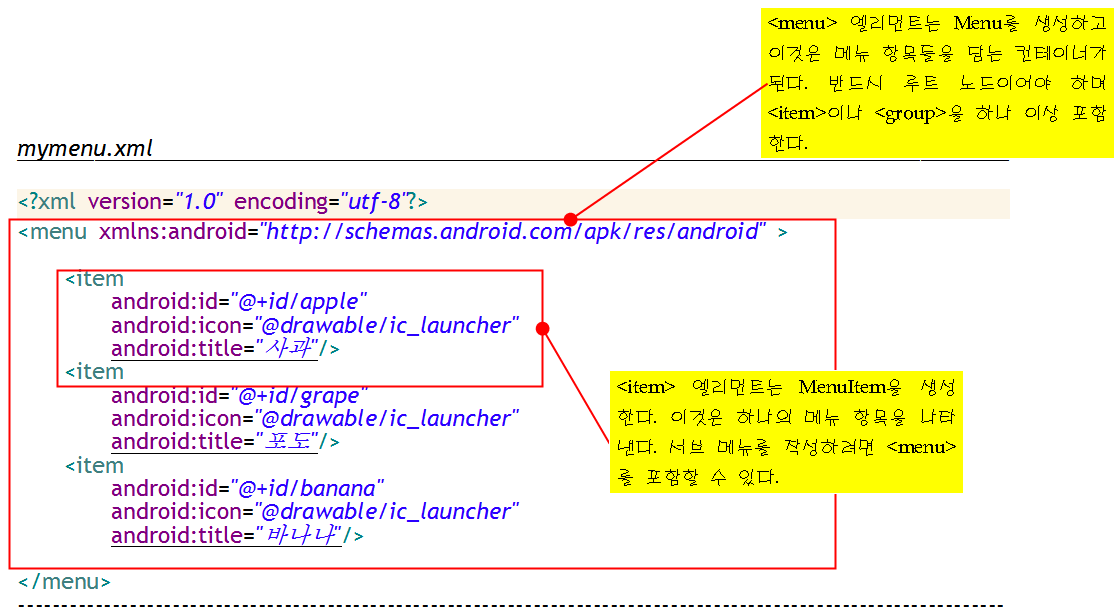 <menu> 엘리먼트는 Menu를 생성하고
이것은 메뉴 항목들을 담는 컨테이너가
된다. 반드시 루트 노드이어야 하며
<item>이나 <group>을 하나 이상 포함
한다.
mymenu.xml
<?xml version="1.0" encoding="utf-8"?>
<menu xmlns:android="http://schemas.android.com/apk/res/android" >
<item
android:id="@+id/apple"
android:icon="@drawable/ic_launcher"
android:title="사과"/>
<item
android:id="@+id/grape"
android:icon="@drawable/ic_launcher"
android:title="포도"/>
<item
android:id="@+id/banana"
android:icon="@drawable/ic_launcher"
android:title="바나나"/>
</menu>
<item> 엘리먼트는 MenuItem을 생성
한다. 이것은 하나의 메뉴 항목을 나타
낸다. 서브 메뉴를 작성하려면 <menu>
를 포함할 수 있다.